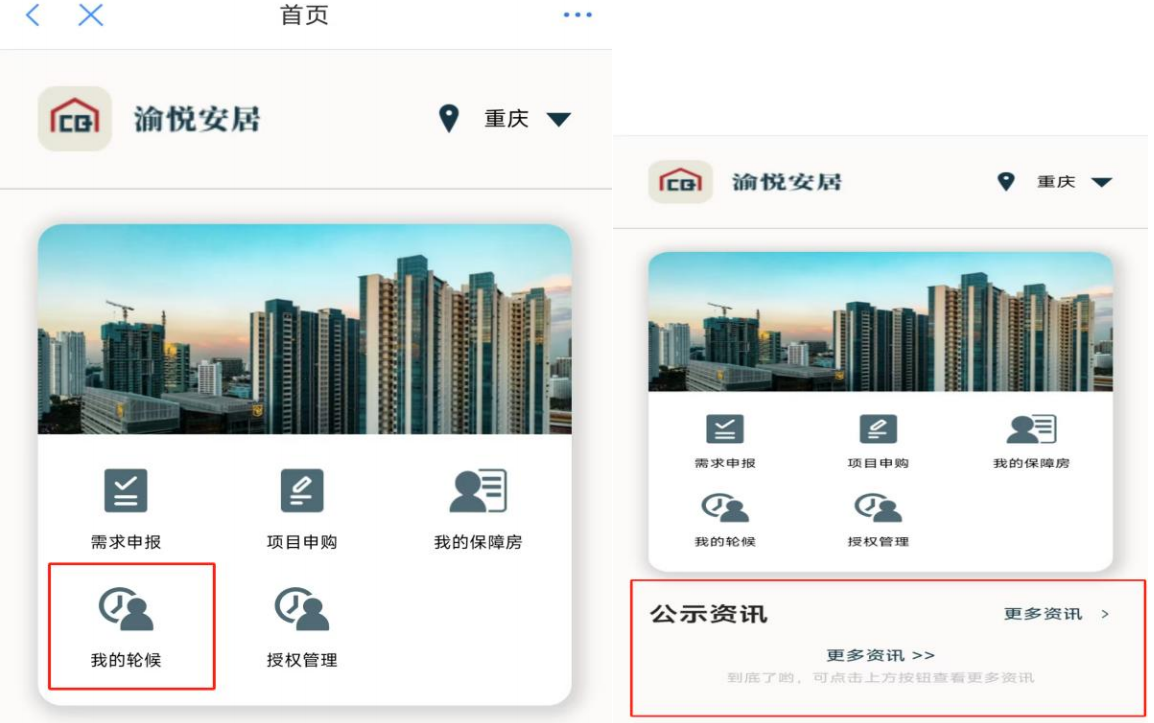 首页
CQ
渝悦安居
重庆
需求申报
项目申购
我的保障房
我的轮候
授权管理
CQ
渝悦安居
重庆
需求申报
项目申购
我的保障房
我的轮候
授权管理
公示资讯
更多资讯 >
更多资讯 >>
到底了哟，可点击上方按钮查看更多资讯